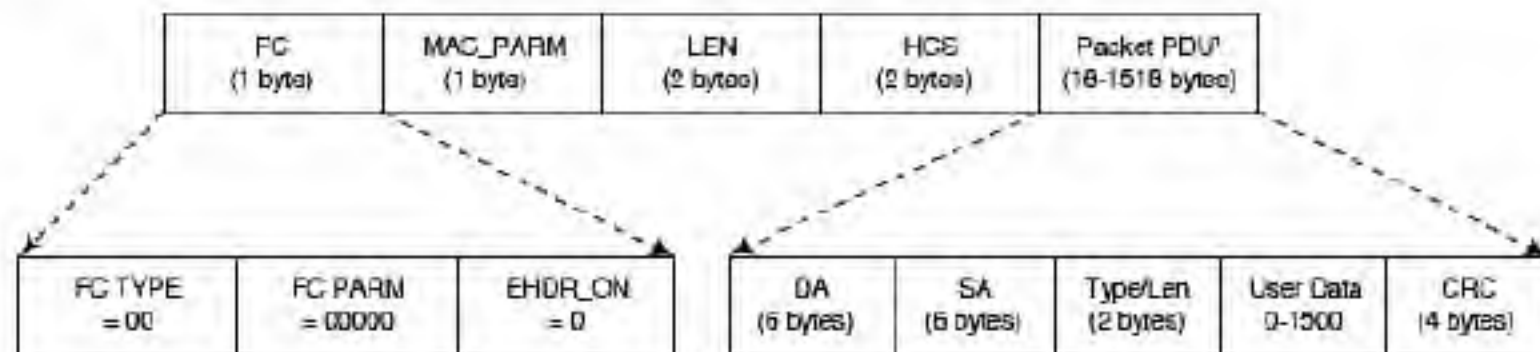 FC
(1 byte)
MAC_PARM
(1 byte)
LEN
(2 bytes)
HCS
(2 bytes)
Packet PDU*
(18-1518 bytes)
FC TYPE
= 00
FC PARM
= 00000
EHDR_ON
= 0
DA
(6 bytes)
SA
(6 bytes)
Type/Len
(2 bytes)
User Data
0-1500
CRC
(4 bytes)